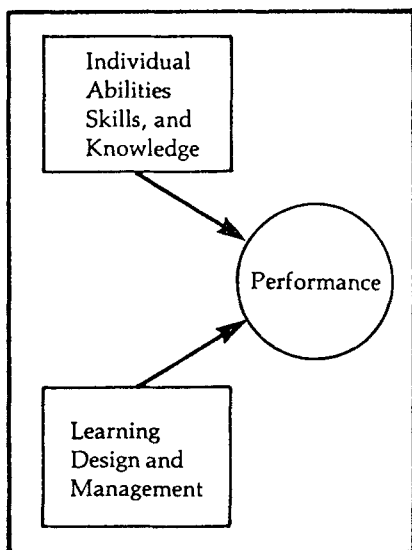 Individual
Abilities
Skills, and
Knowledge
Performance
Learning
Design and
Management